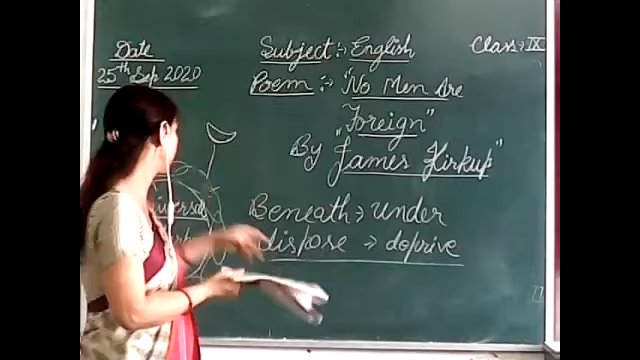 Date
25th Sep 2020
Subject:- English
Class:- IX
Poem:- "No Men Are
Foreign"
By "James Kirkup"
Beneath → under
dispose → deprive